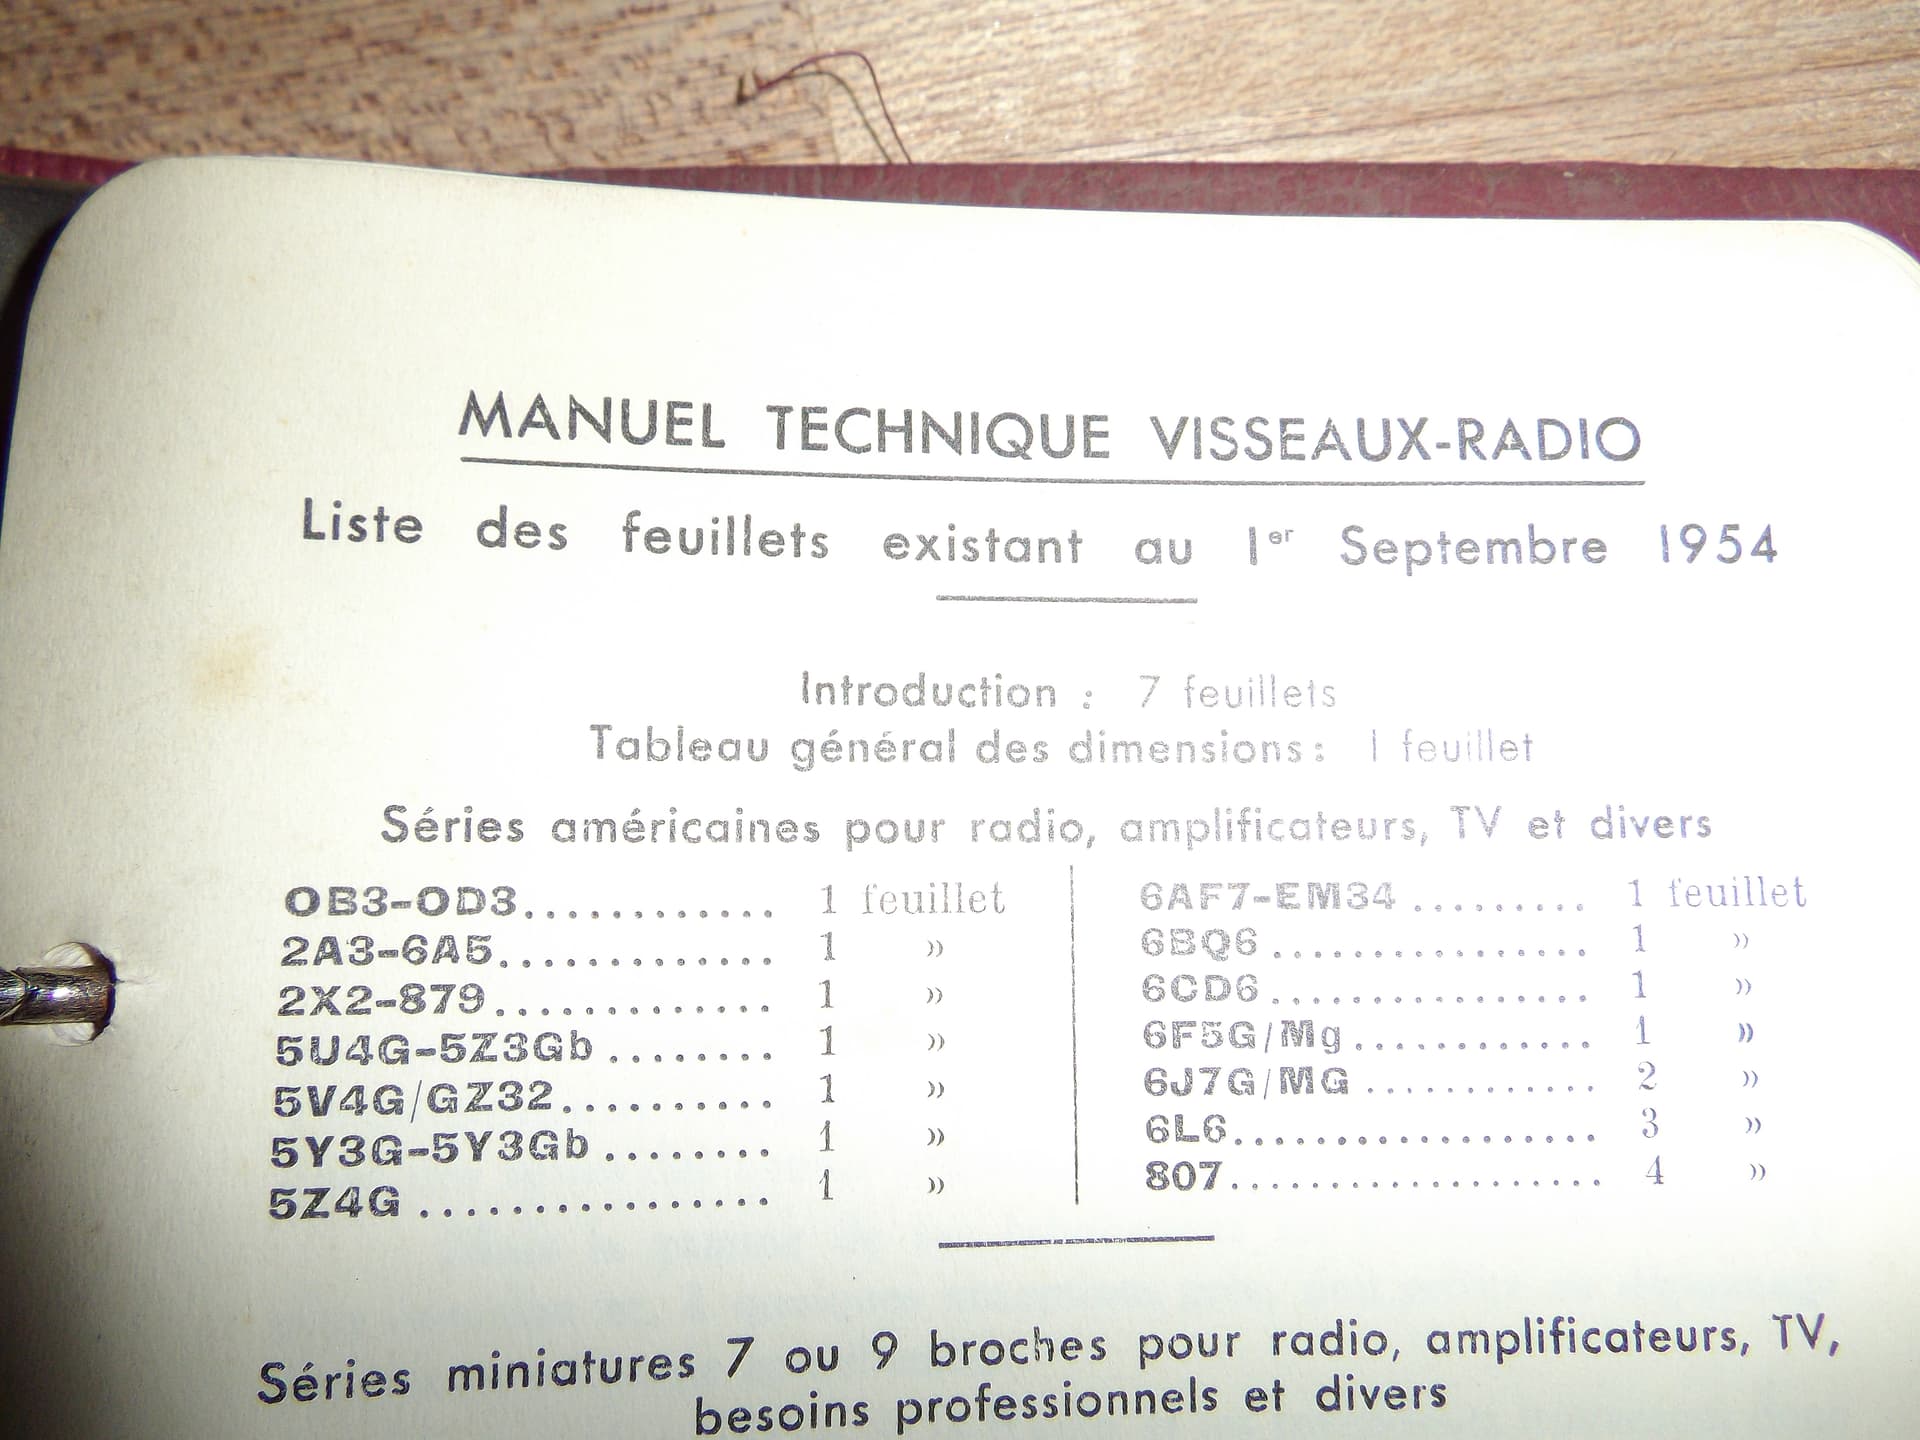 MANUEL TECHNIQUE VISSEAUX-RADIO
Liste des feuillets existant au 1er Septembre 1954
Introduction : 7 feuillets
Tableau général des dimensions : 1 feuillet
Séries américaines pour radio, amplificateurs, TV et divers
OB3-OD3............. 1 feuillet
2A3-6A5............. 1 »
2X2-879............. 1 »
5U4G-5Z3Gb........ 1 »
5V4G/GZ32.......... 1 »
5Y3G-5Y3Gb........ 1 »
5Z4G................ 1 »
6AF7-EM34......... 1 feuillet
6BQ6................ 1 »
6CD6................ 1 »
6F5G/Mg............ 1 »
6J7G/MG............ 2 »
6L6.................. 3 »
807................... 4 »
Séries miniatures 7 ou 9 broches pour radio, amplificateurs, TV,
besoins professionnels et divers